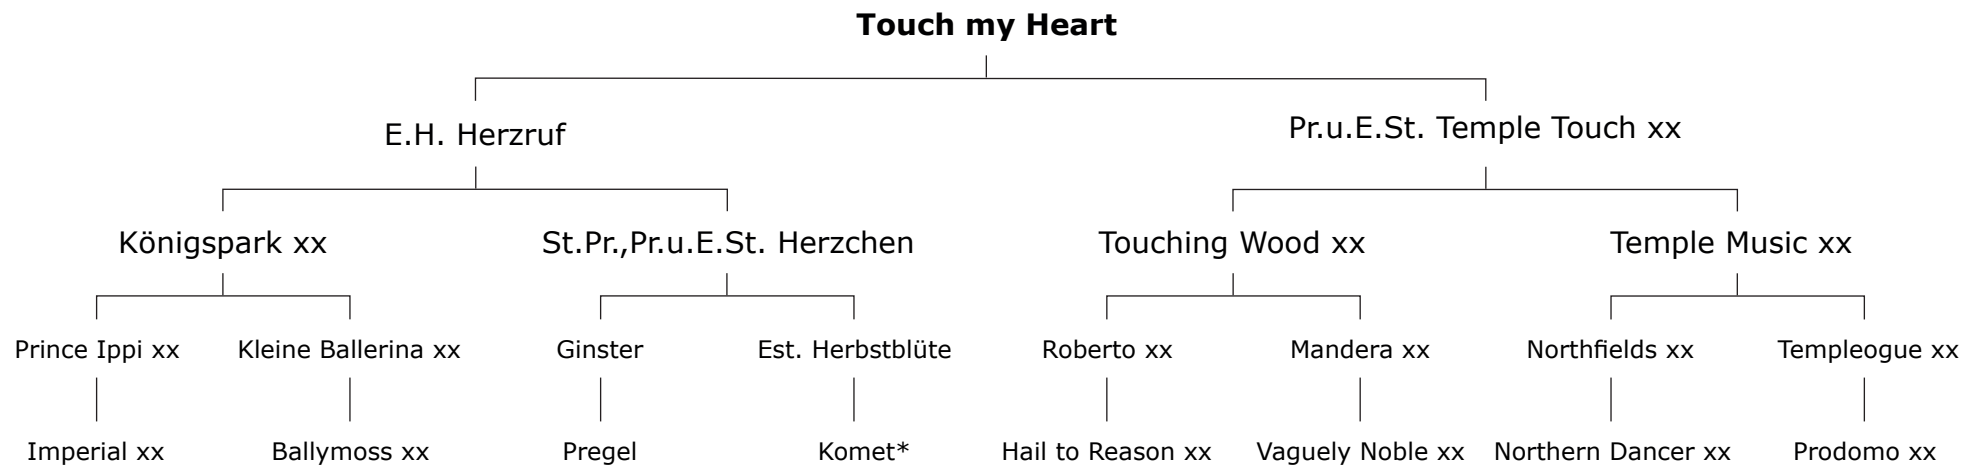 Touch my Heart
E.H. Herzruf
Pr.u.E.St. Temple Touch xx
Königspark xx
St.Pr.,Pr.u.E.St. Herzchen
Touching Wood xx
Temple Music xx
Prince Ippi xx
Kleine Ballerina xx
Ginster
Est. Herbstblüte
Roberto xx
Mandera xx
Northfields xx
Templeogue xx
Imperial xx
Ballymoss xx
Pregel
Komet*
Hail to Reason xx
Vaguely Noble xx
Northern Dancer xx
Prodomo xx